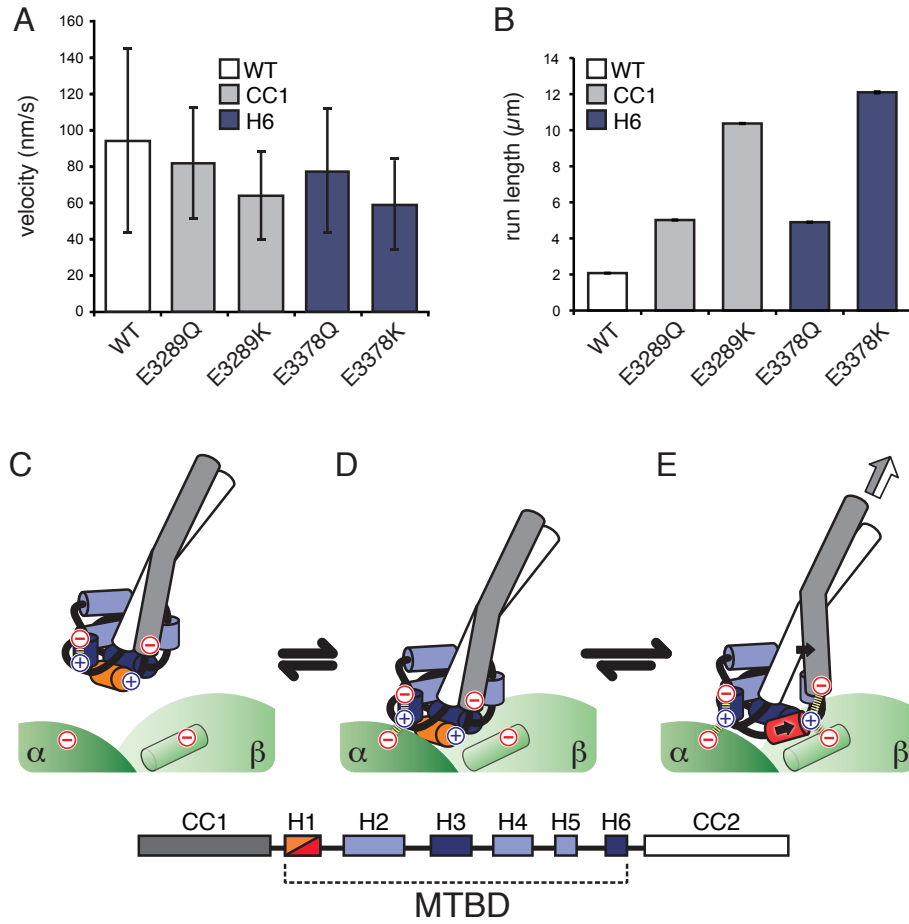 A
velocity (nm/s)
160
140
120
100
80
60
40
20
0
WT
CC1
H6
WT
E3289Q
E3289K
E3378Q
E3378K
B
run length (µm)
14
12
10
8
6
4
2
0
WT
CC1
H6
WT
E3289Q
E3289K
E3378Q
E3378K
C
− − + +
α − − β
D
− − + +
α − − β
E
− − + +
α − − β
CC1 H1 H2 H3 H4 H5 H6 CC2
MTBD